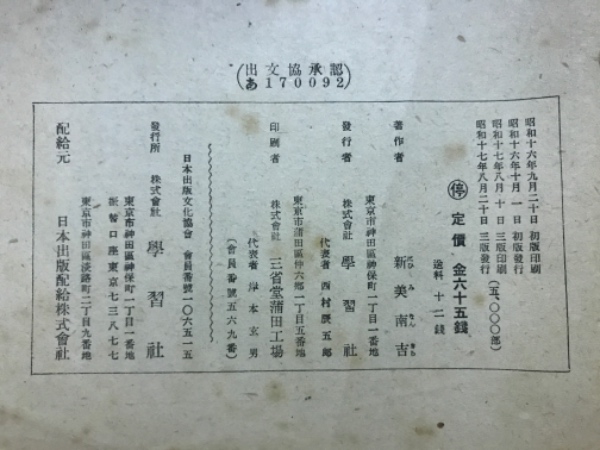 (出文協承認
あ170092)
昭和十六年九月二十日 初版印刷
昭和十六年十月一日 初版發行
昭和十七年八月十日 三版印刷
昭和十七年八月二十日 三版發行 (五、〇〇〇部)
停 定價 金六十五錢
送料 十二錢
著作者 新美南吉
にひみなんきち
東京市神田區神保町一丁目一番地
發行者 株式會社 學習社
代表者 西村
五郎
東京市蒲田區仲六郷一丁目五番地
印刷者 株式會社 三省堂蒲田工場
代表者 岸本玄男
(會員番號五六九番)
日本出版文化協會 會員番號一〇六五一五
發行所 株式會社 學習社
東京市神田區神保町一丁目一番地
振替口座東京七三八七七
東京市神田區淡路町二丁目九番地
配給元 日本出版配給株式會社